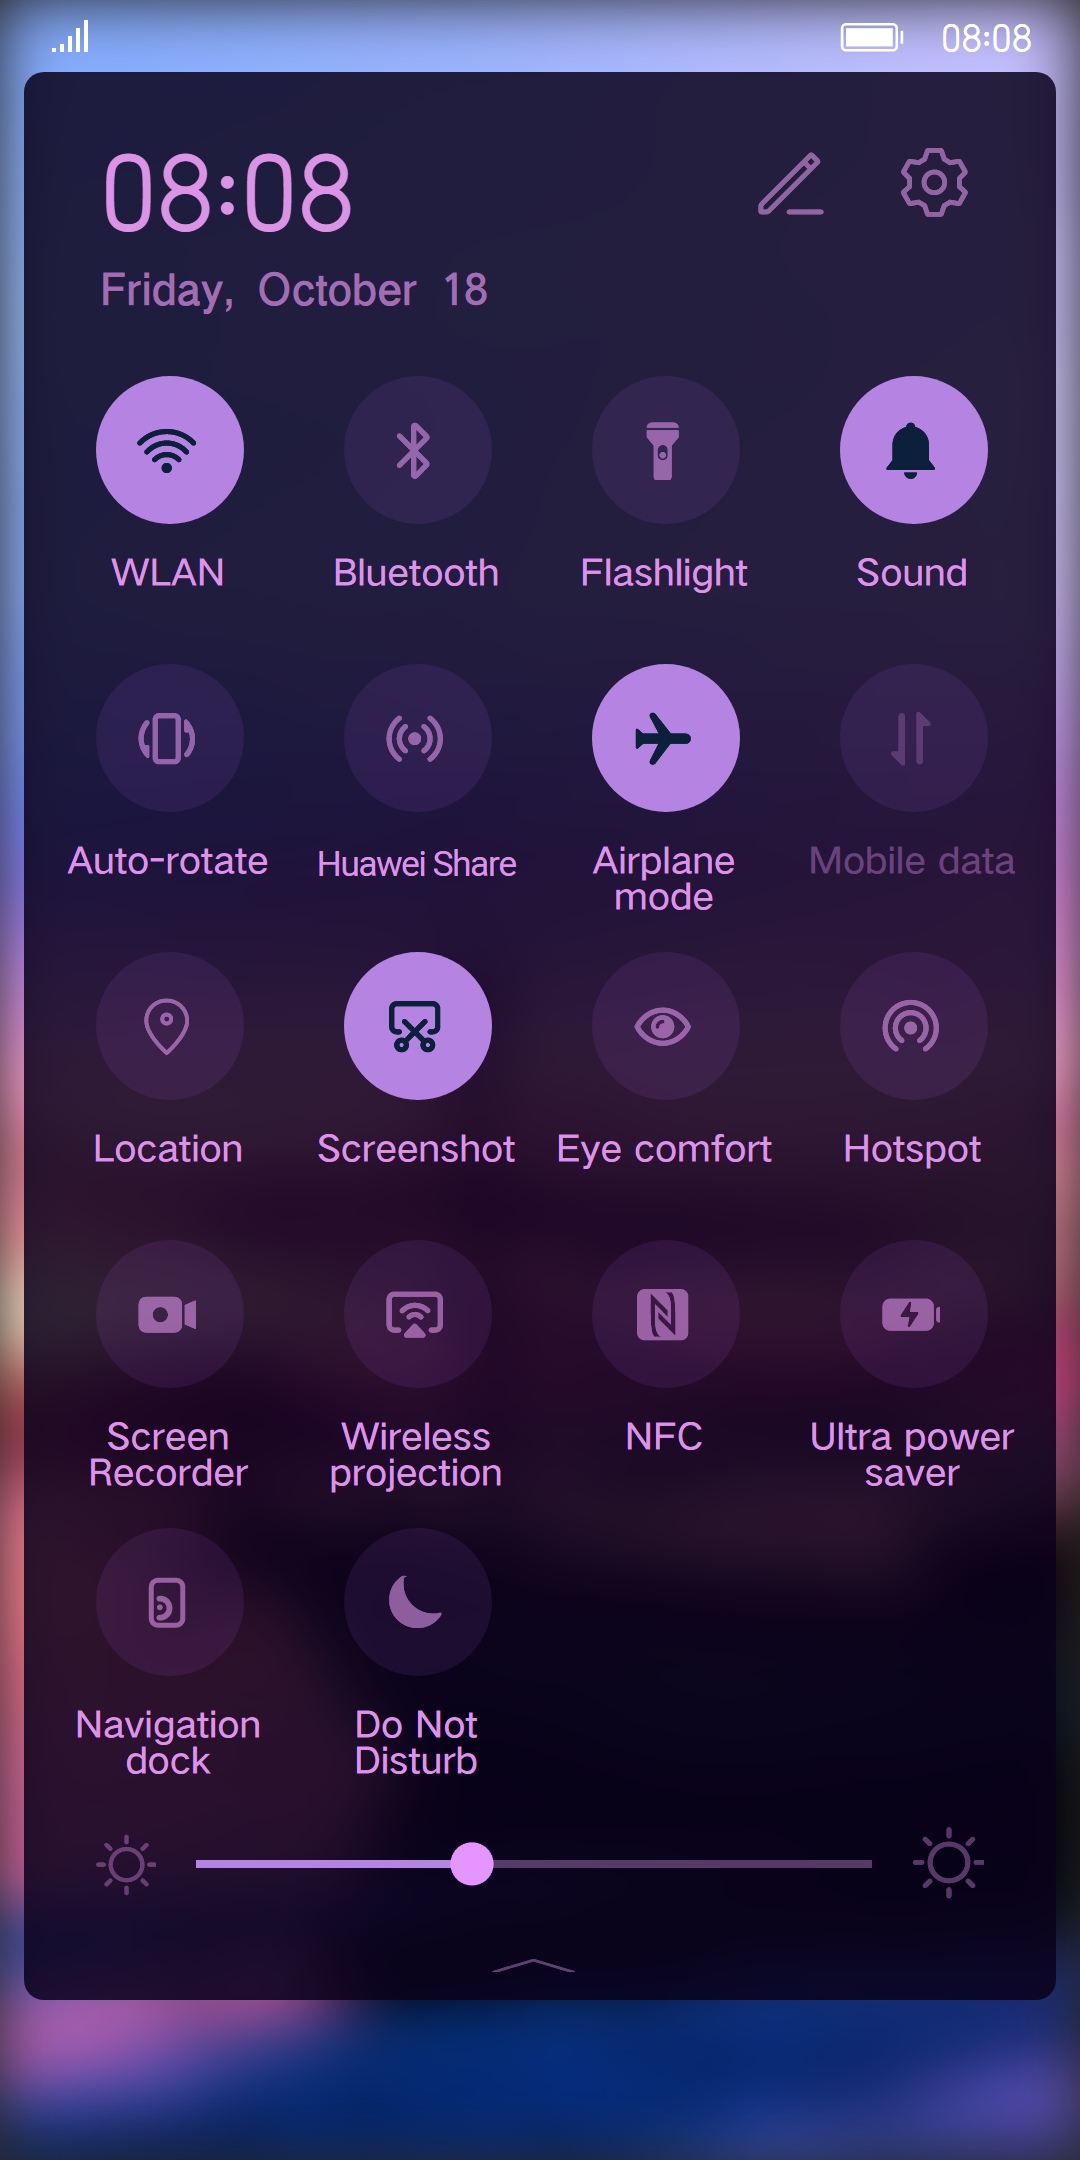 08:08
08:08
Friday, October 18
WLAN Bluetooth Flashlight Sound
Auto-rotate Huawei Share Airplane mode Mobile data
Location Screenshot Eye comfort Hotspot
Screen Recorder Wireless projection NFC Ultra power saver
Navigation dock Do Not Disturb